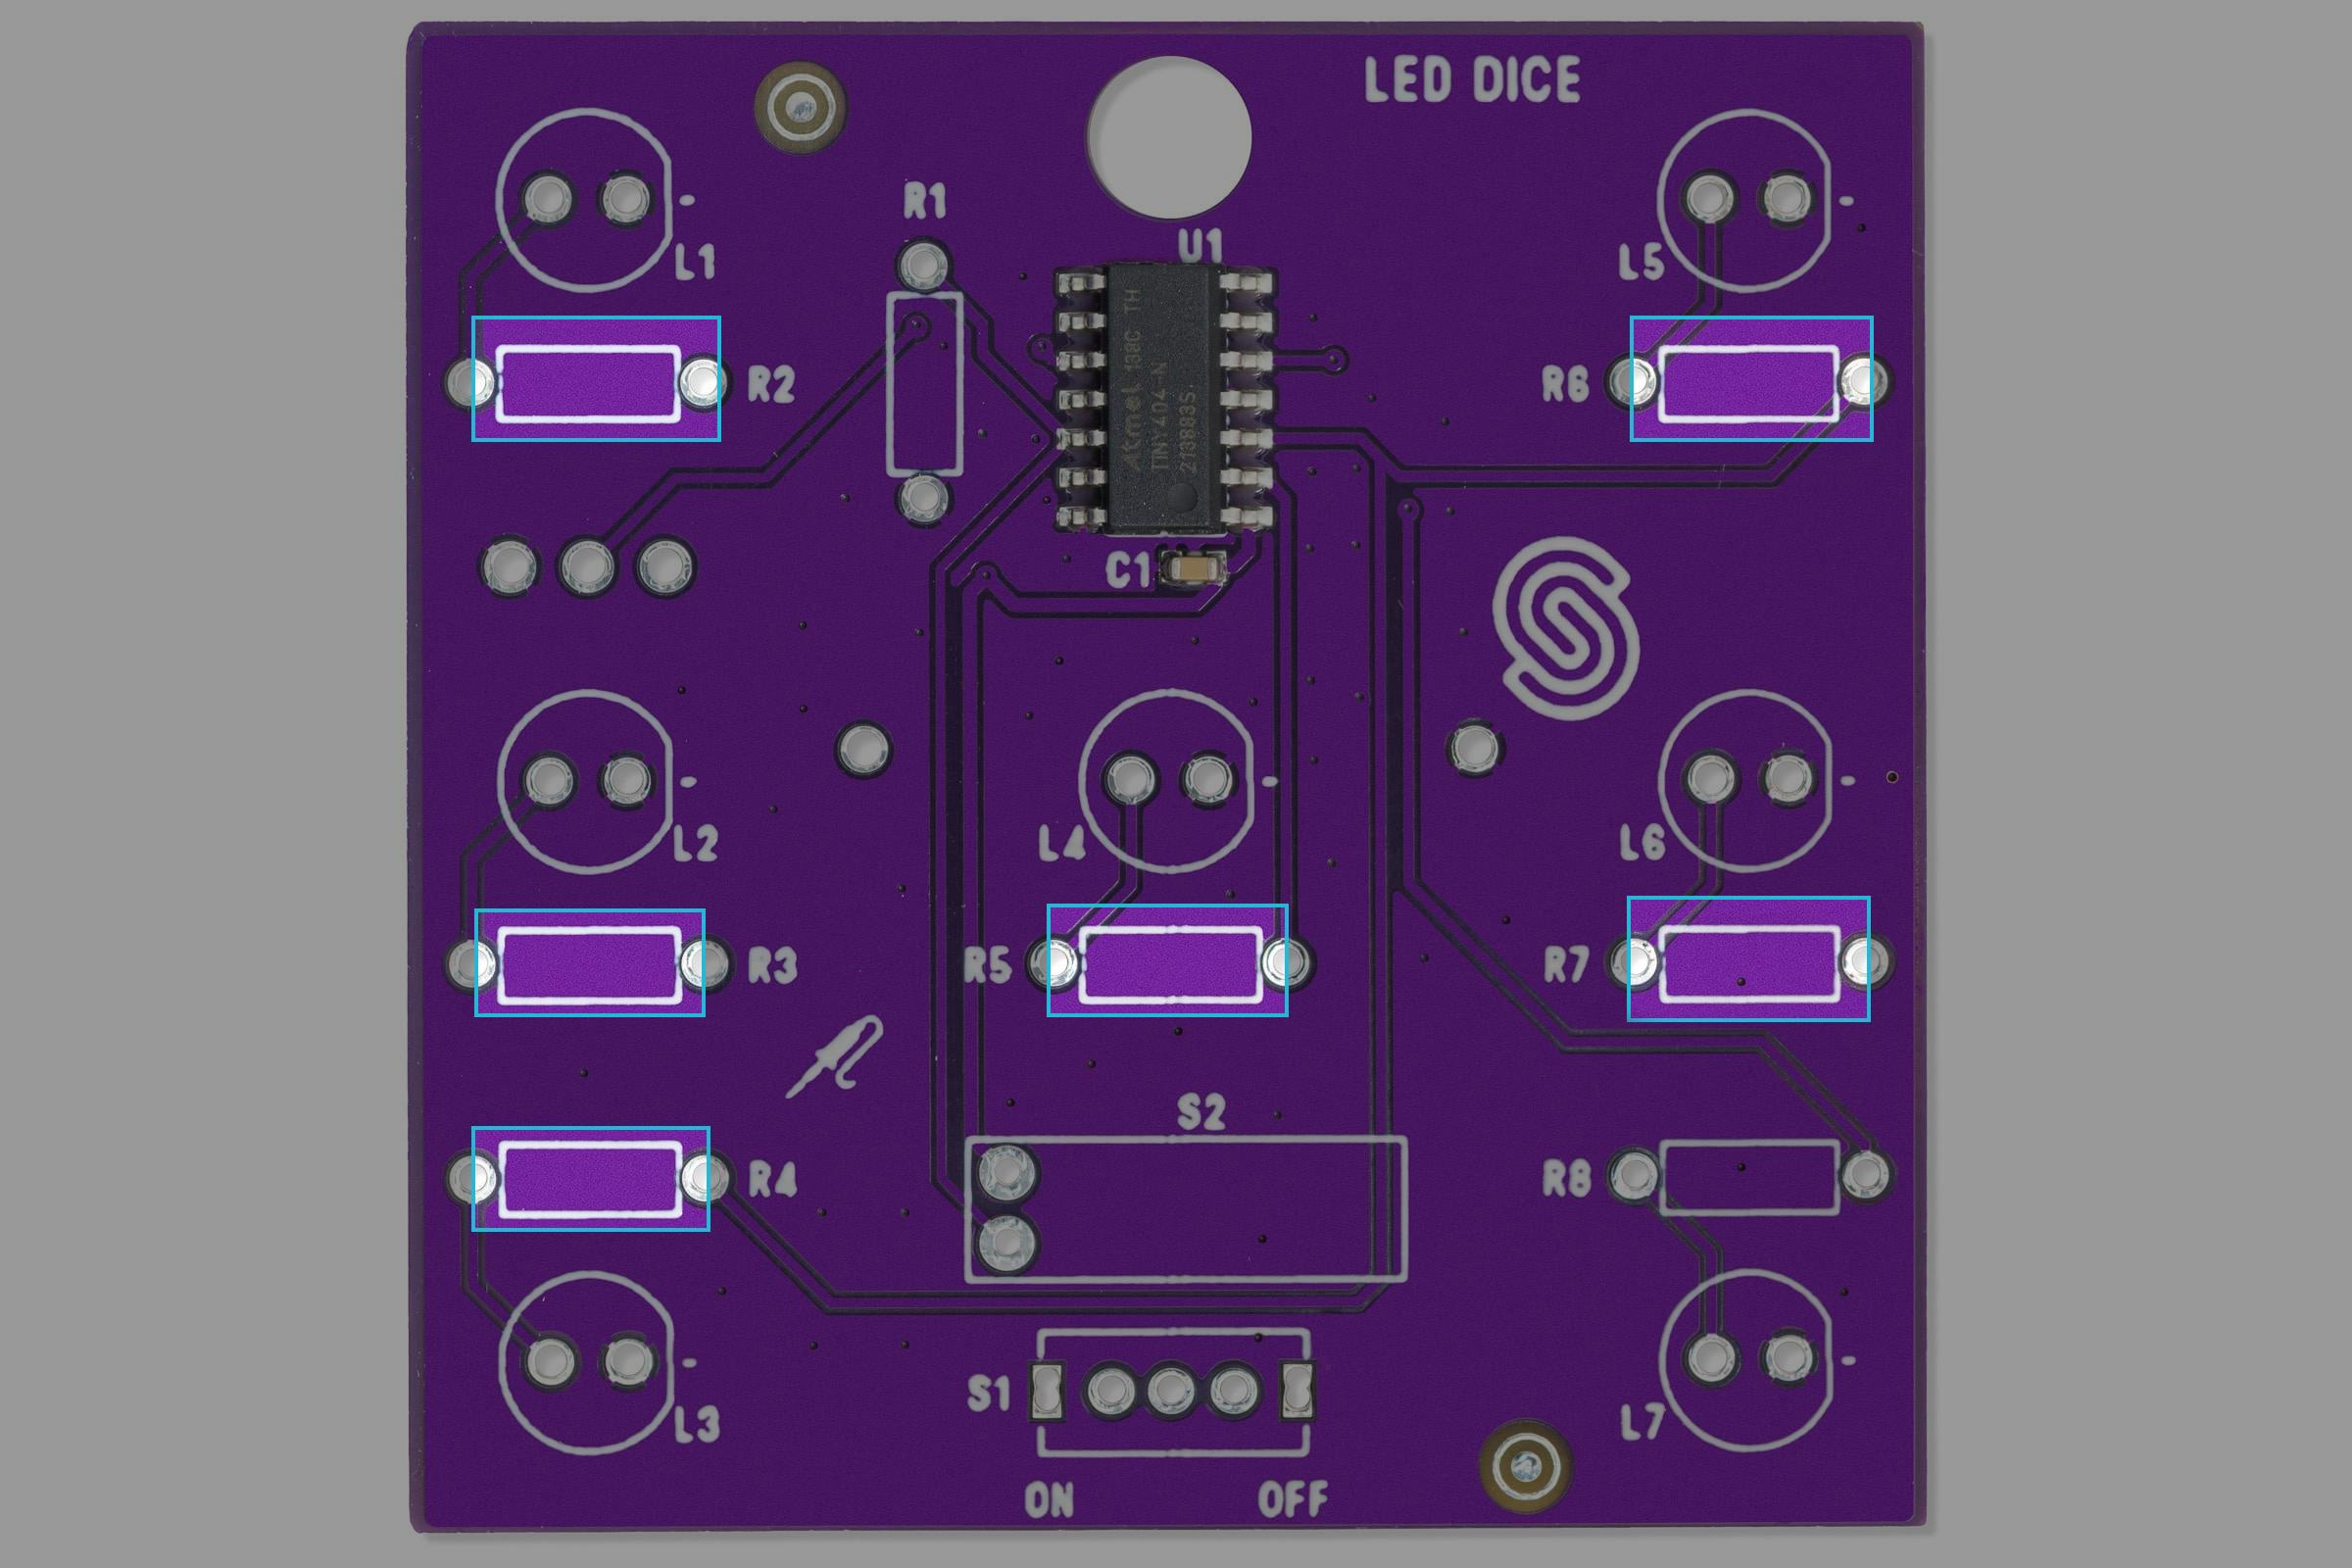 LED DICE
R1
U1
L1
L5
R2
R6
Atmel 138C TH
TINY404-N
213883S
C1
L2
L4
L6
R3
R5
R7
S2
R4
R8
L3
S1
L7
ON
OFF